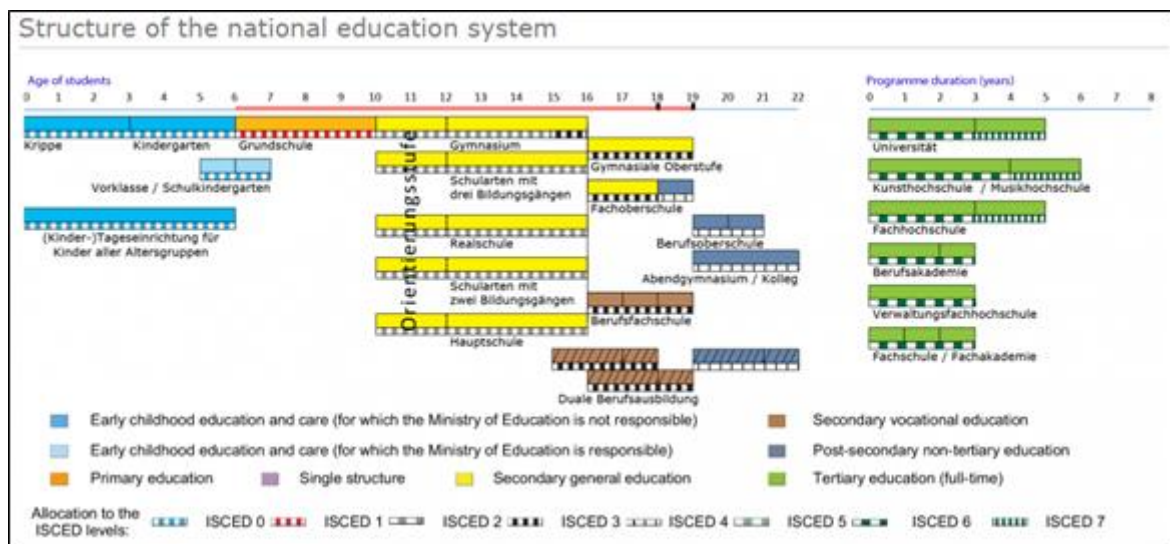 Structure of the national education system
Age of students
Programme duration (years)
0 1 2 3 4 5 6 7 8 9 10 11 12 13 14 15 16 17 18 19 20 21 22
0 1 2 3 4 5 6 7 8
Krippe
Kindergarten
Grundschule
Gymnasium
Vorklasse / Schulkindergarten
(Kinder-)Tageseinrichtung für
Kinder aller Altersgruppen
Orientierungsstufe
Schularten mit
drei Bildungsgängen
Realschule
Schularten mit
zwei Bildungsgängen
Hauptschule
Gymnasiale Oberstufe
Fachoberschule
Berufsoberschule
Abendgymnasium / Kolleg
Berufsfachschule
Duale Berufsausbildung
Universität
Kunsthochschule / Musikhochschule
Fachhochschule
Berufsakademie
Verwaltungsfachhochschule
Fachschule / Fachakademie
Early childhood education and care (for which the Ministry of Education is not responsible)
Secondary vocational education
Early childhood education and care (for which the Ministry of Education is responsible)
Post-secondary non-tertiary education
Primary education
Single structure
Secondary general education
Tertiary education (full-time)
Allocation to the
ISCED levels:
ISCED 0 ISCED 1 ISCED 2 ISCED 3 ISCED 4 ISCED 5 ISCED 6 ISCED 7